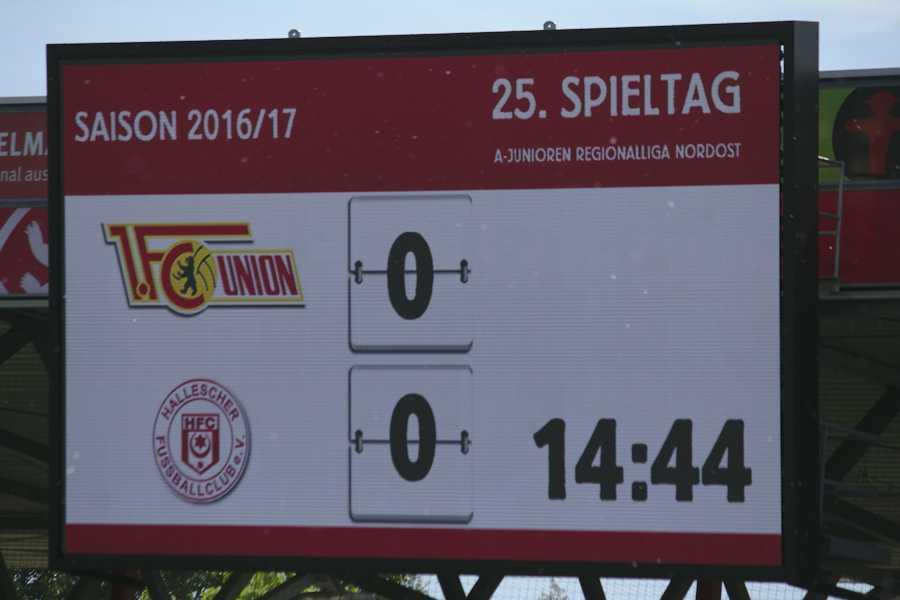 SAISON 2016/17
25. SPIELTAG
A-JUNIOREN REGIONALLIGA NORDOST
1.FC UNION
0
HALLESCHER
HFC
FUSSBALLCLUB e.V.
0
14:44